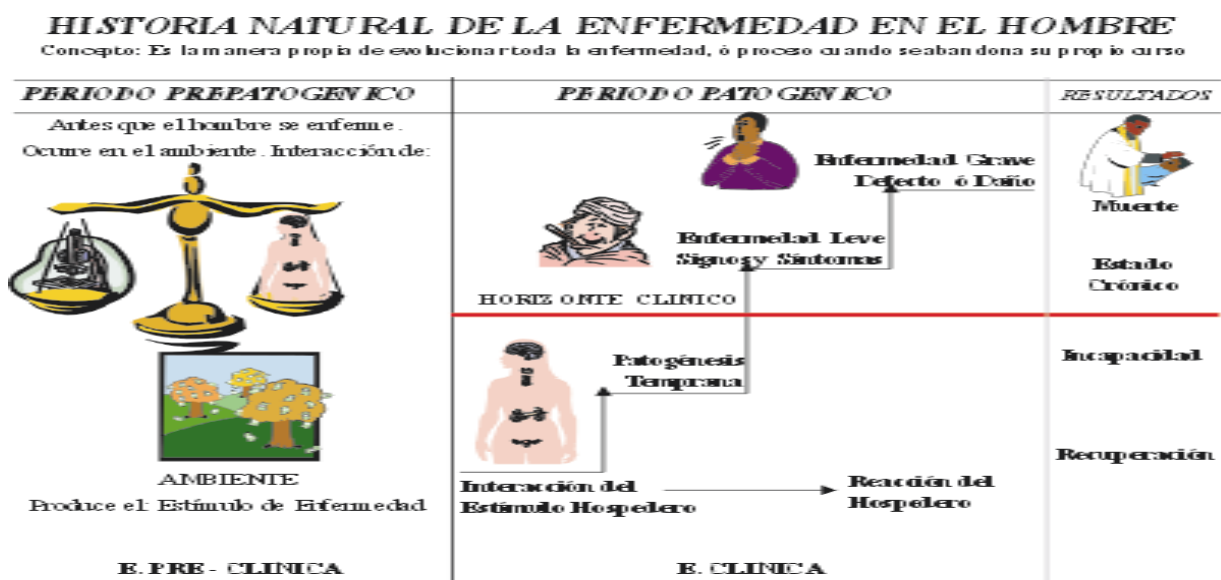 HISTORIA NATURAL DE LA ENFERMEDAD EN EL HOMBRE
Concepto: Es la manera propia de evolucionar toda la enfermedad, ó proceso cuando se abandona su propio curso
PERIODO PREPATOGENICO
Antes que el hombre se enferme.
Ocurre en el ambiente. Interacción de:
AMBIENTE
Produce el: Estímulo de Enfermedad
E. PRE - CLINICA
PERIODO PATOGENICO
Enfermedad Grave
Defecto ó Daño
Enfermedad Leve
Signos y Síntomas
HORIZONTE CLINICO
Patogénesis
Temprana
Interacción del
Estímulo Hospedero
Reacción del
Hospedero
E. CLINICA
RESULTADOS
Muerte
Estado
Crónico
Incapacidad
Recuperación